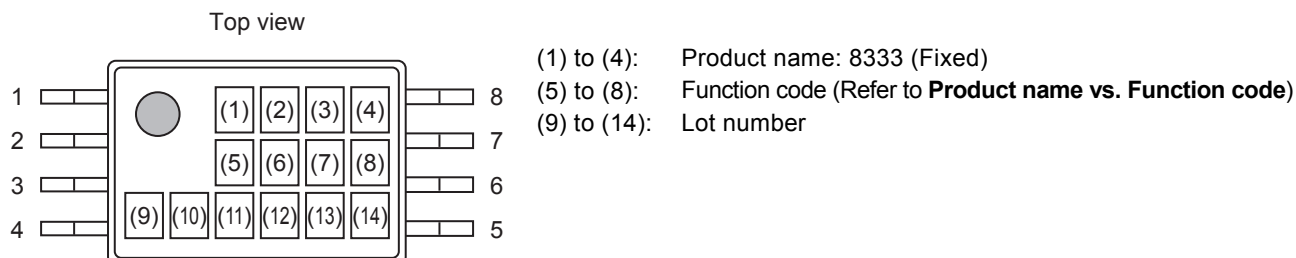 Top view
(1) to (4): Product name: 8333 (Fixed)
(5) to (8): Function code (Refer to Product name vs. Function code)
(9) to (14): Lot number
1 (1) (2) (3) (4) 8
2 7
(5) (6) (7) (8)
3 6
(9) (10) (11) (12) (13) (14)
4 5